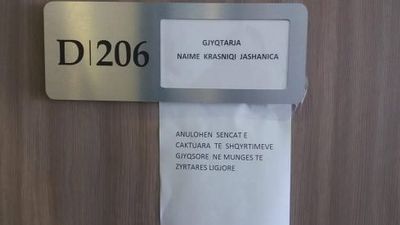 D|206
GJYQTARJA
NAIME KRASNIQI JASHANICA
ANULOHEN SENCAT E
CAKTUARA TE SHQYRTIMEVE
GJYQSORE NE MUNGES TE
ZYRTARES LIGJORE